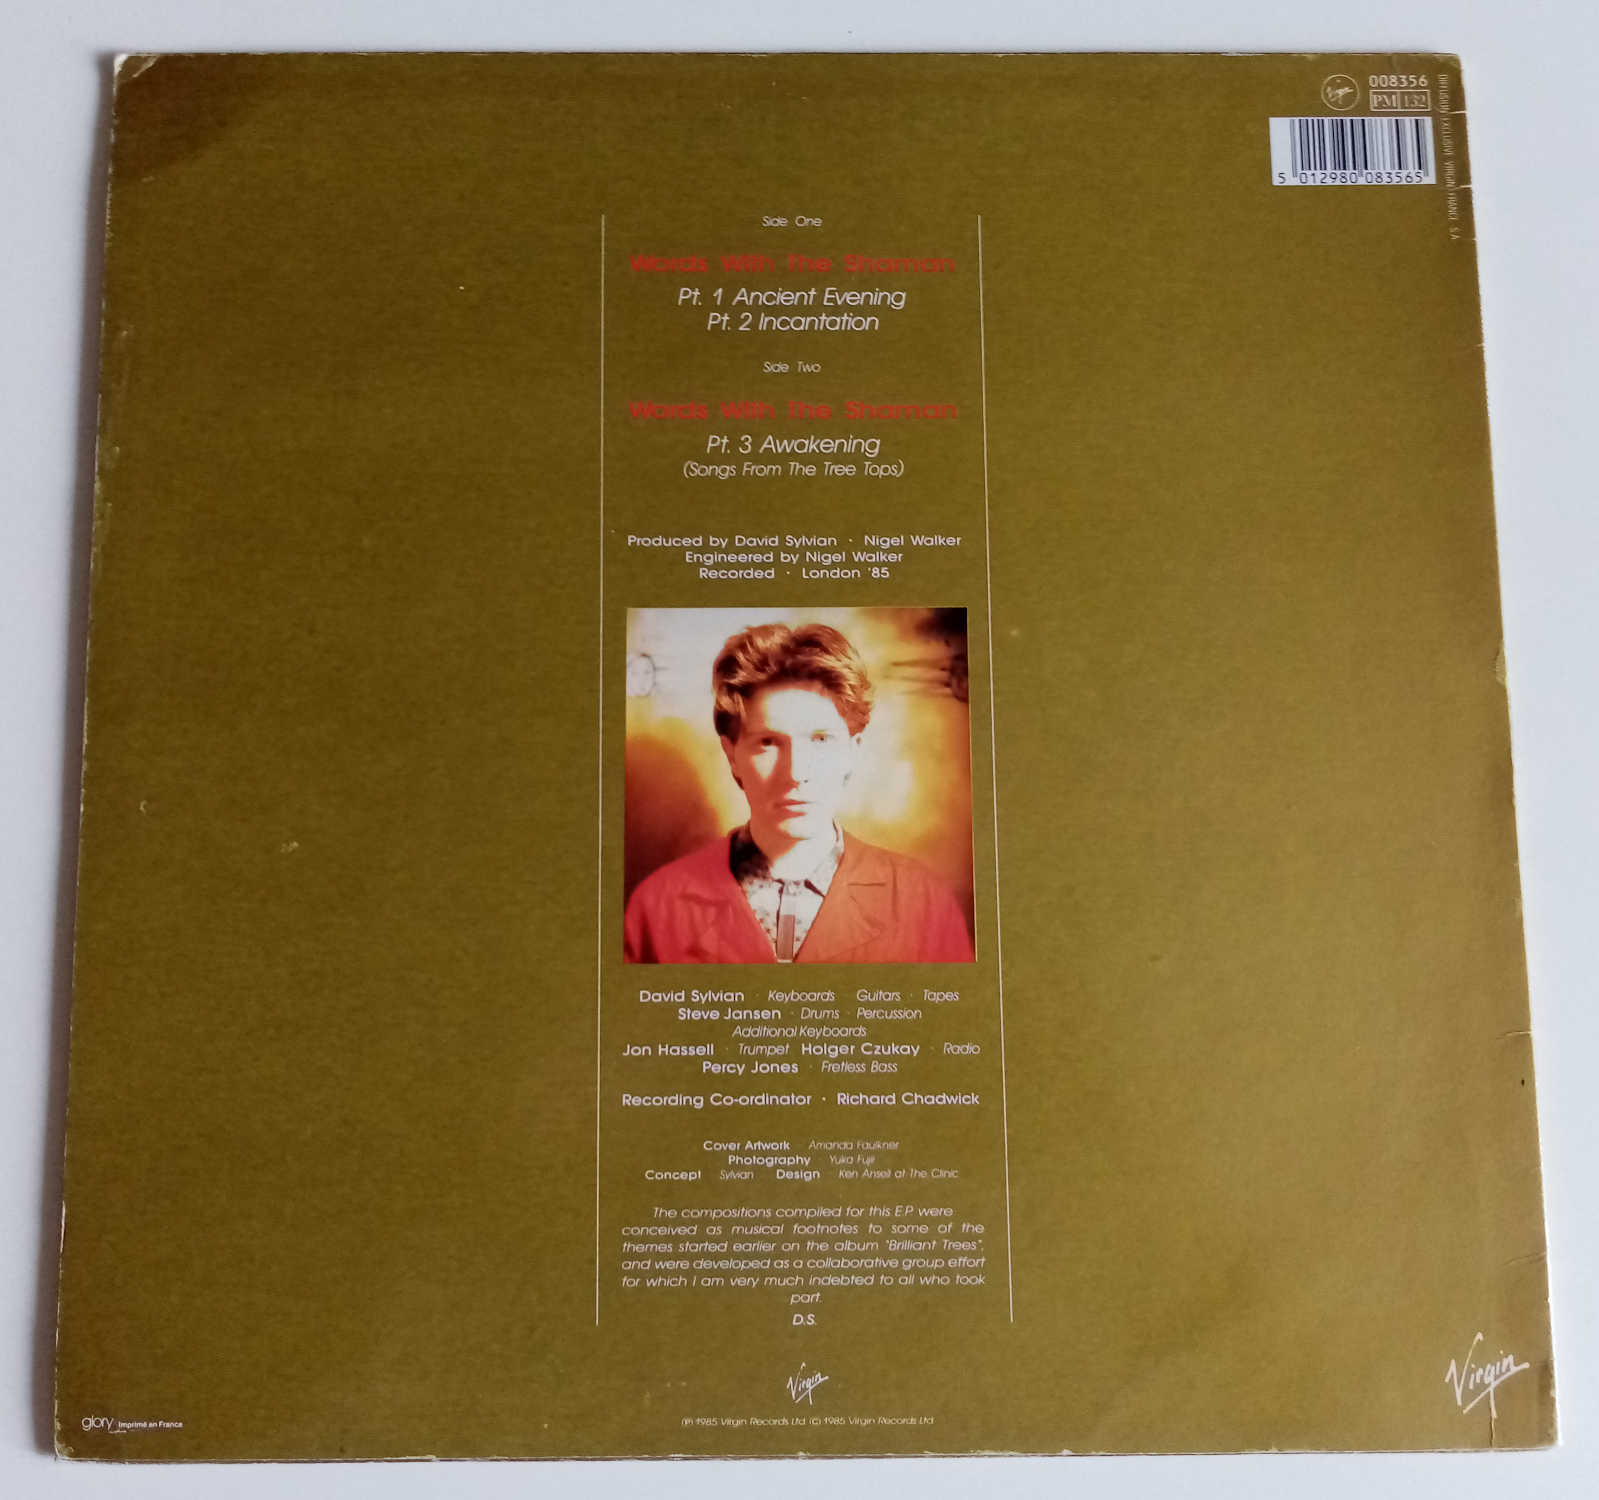 Virgin
008356
PM 132
5 012980 083565
DIFFUSION EXCLUSIVE VIRGIN FRANCE S.A.
Side One
Words With the Shaman
Pt. 1 Ancient Evening
Pt. 2 Incantation
Side Two
Words With the Shaman
Pt. 3 Awakening
(Songs From The Tree Tops)
Produced by David Sylvian · Nigel Walker
Engineered by Nigel Walker
Recorded · London '85
David Sylvian · Keyboards · Guitars · Tapes
Steve Jansen · Drums · Percussion
Additional Keyboards
Jon Hassell · Trumpet Holger Czukay · Radio
Percy Jones · Fretless Bass
Recording Co-ordinator · Richard Chadwick
Cover Artwork · Amanda Faulkner
Photography · Yuka Fujii
Concept · Sylvian Design · Ken Ansell at The Clinic
The compositions compiled for this E.P. were
conceived as musical footnotes to some of the
themes started earlier on the album "Brilliant Trees",
and were developed as a collaborative group effort
for which I am very much indebted to all who took
part.
D.S.
Virgin
Virgin
glory Imprimé en France
(P) 1985 Virgin Records Ltd. (C) 1985 Virgin Records Ltd.